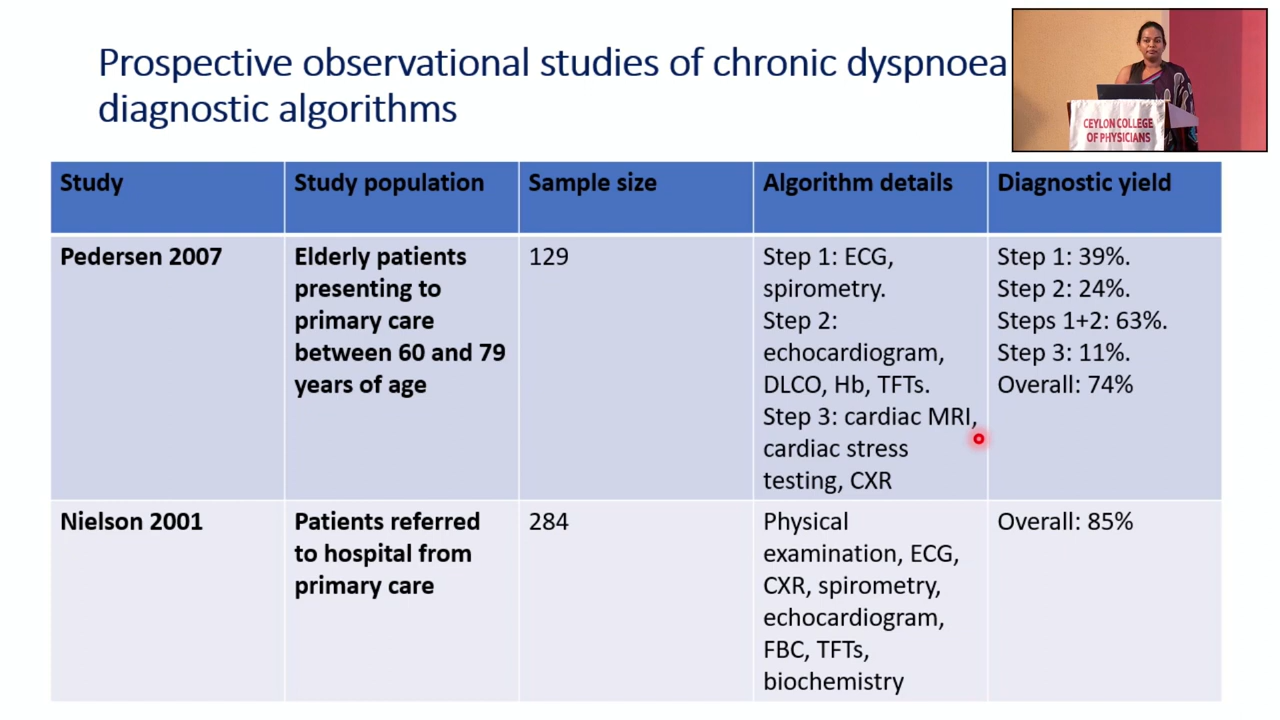 Prospective observational studies of chronic dyspnoea
diagnostic algorithms
CEYLON COLLEGE
OF PHYSICIANS
Study
Study population
Sample size
Algorithm details
Diagnostic yield
Pedersen 2007
Elderly patients
presenting to
primary care
between 60 and 79
years of age
129
Step 1: ECG,
spirometry.
Step 2:
echocardiogram,
DLCO, Hb, TFTs.
Step 3: cardiac MRI,
cardiac stress
testing, CXR
Step 1: 39%.
Step 2: 24%.
Steps 1+2: 63%.
Step 3: 11%.
Overall: 74%
Nielson 2001
Patients referred
to hospital from
primary care
284
Physical
examination, ECG,
CXR, spirometry,
echocardiogram,
FBC, TFTs,
biochemistry
Overall: 85%